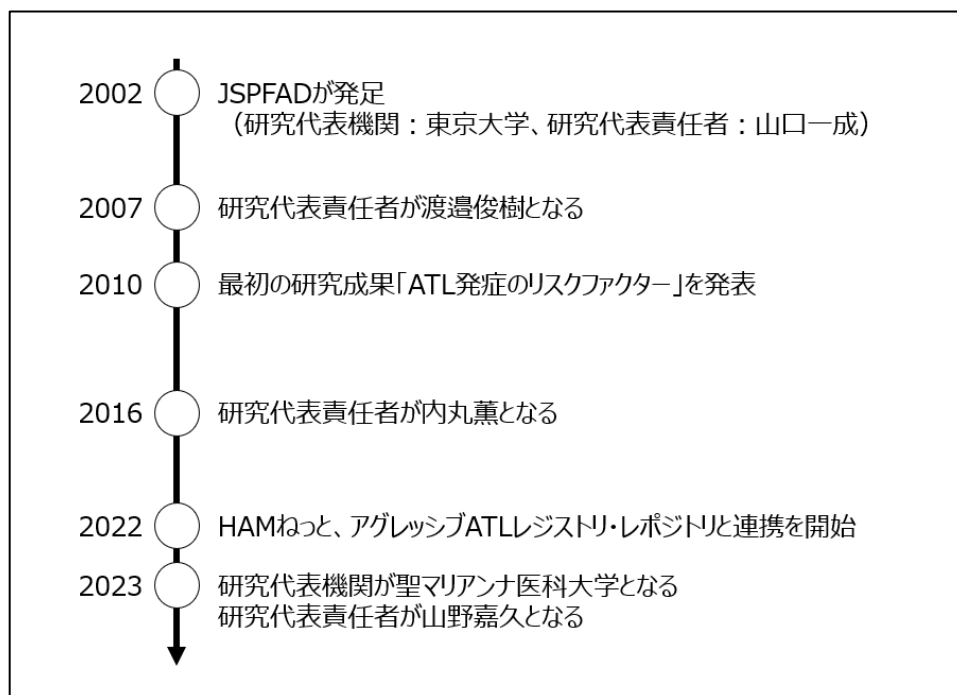 2002 JSPFADが発足
（研究代表機関：東京大学、研究代表責任者：山口一成）
2007 研究代表責任者が渡邉俊樹となる
2010 最初の研究成果「ATL発症のリスクファクター」を発表
2016 研究代表責任者が内丸薫となる
2022 HAMねっと、アグレッシブATLレジストリ・レポジトリと連携を開始
2023 研究代表機関が聖マリアンナ医科大学となる
研究代表責任者が山野嘉久となる